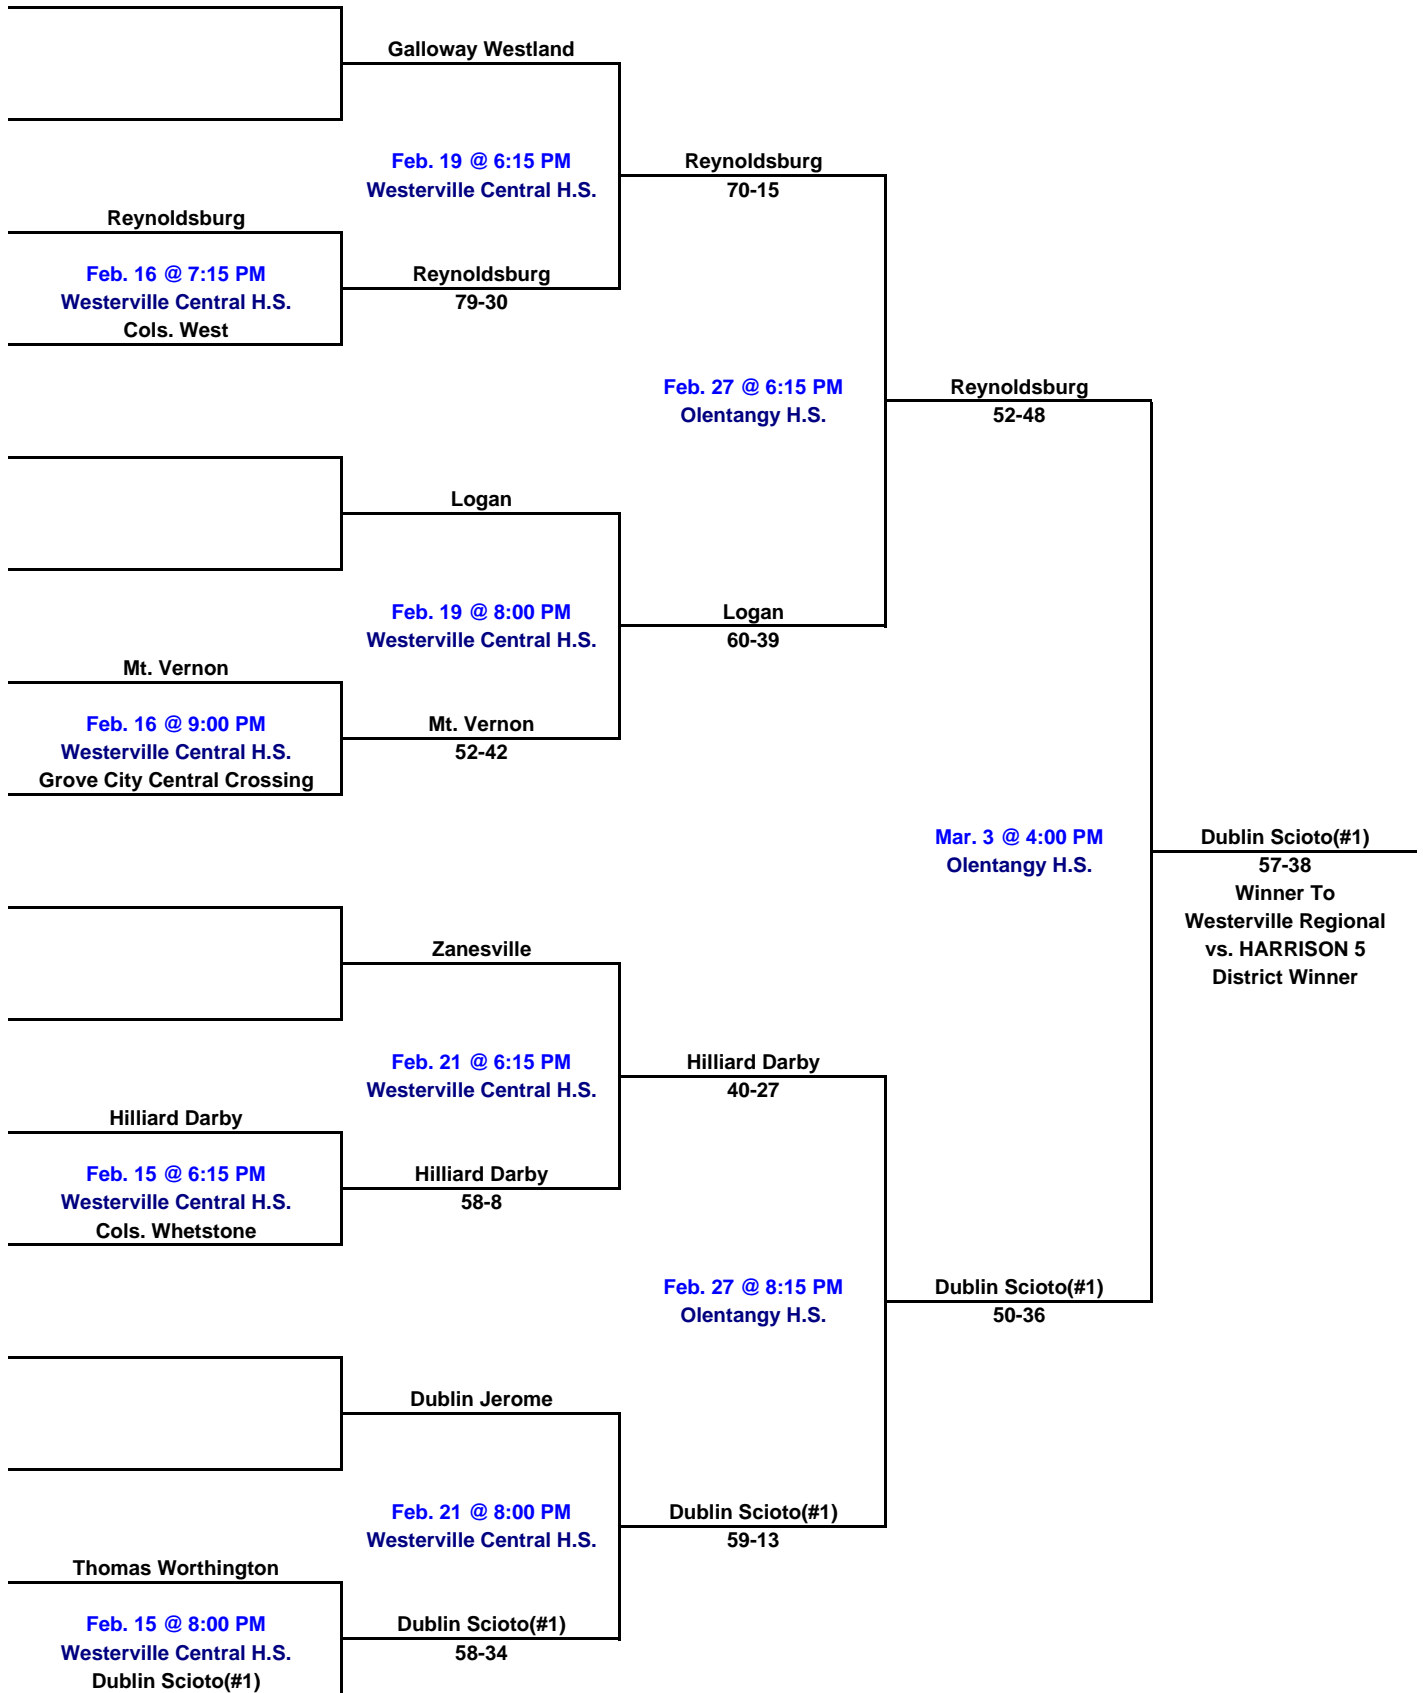 Galloway Westland
Feb. 19 @ 6:15 PM
Westerville Central H.S.
Reynoldsburg
70-15
Reynoldsburg
Feb. 16 @ 7:15 PM
Westerville Central H.S.
Cols. West
Reynoldsburg
79-30
Feb. 27 @ 6:15 PM
Olentangy H.S.
Reynoldsburg
52-48
Logan
Feb. 19 @ 8:00 PM
Westerville Central H.S.
Logan
60-39
Mt. Vernon
Feb. 16 @ 9:00 PM
Westerville Central H.S.
Grove City Central Crossing
Mt. Vernon
52-42
Mar. 3 @ 4:00 PM
Olentangy H.S.
Dublin Scioto(#1)
57-38
Winner To
Westerville Regional
vs. HARRISON 5
District Winner
Zanesville
Feb. 21 @ 6:15 PM
Westerville Central H.S.
Hilliard Darby
40-27
Hilliard Darby
Feb. 15 @ 6:15 PM
Westerville Central H.S.
Cols. Whetstone
Hilliard Darby
58-8
Feb. 27 @ 8:15 PM
Olentangy H.S.
Dublin Scioto(#1)
50-36
Dublin Jerome
Feb. 21 @ 8:00 PM
Westerville Central H.S.
Dublin Scioto(#1)
59-13
Thomas Worthington
Feb. 15 @ 8:00 PM
Westerville Central H.S.
Dublin Scioto(#1)
Dublin Scioto(#1)
58-34